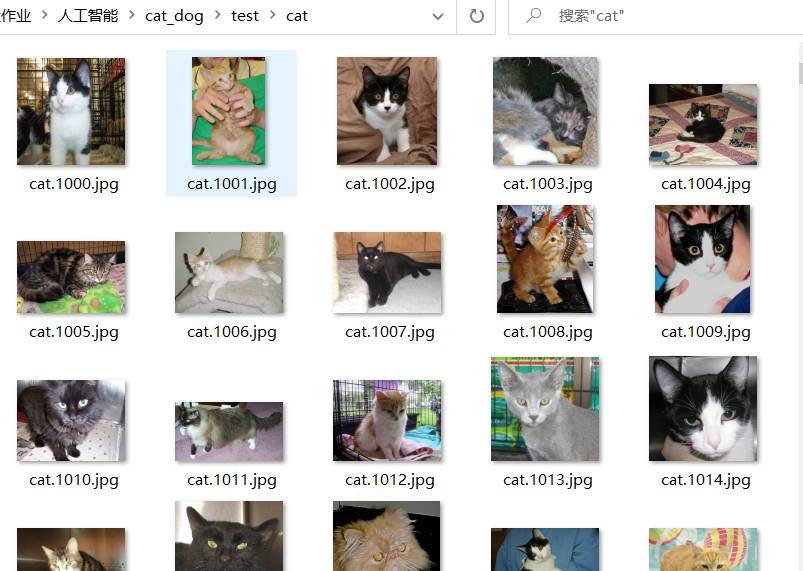 作业 > 人工智能 > cat_dog > test > cat
搜索"cat"
cat.1000.jpg
cat.1001.jpg
cat.1002.jpg
cat.1003.jpg
cat.1004.jpg
cat.1005.jpg
cat.1006.jpg
cat.1007.jpg
cat.1008.jpg
cat.1009.jpg
cat.1010.jpg
cat.1011.jpg
cat.1012.jpg
cat.1013.jpg
cat.1014.jpg